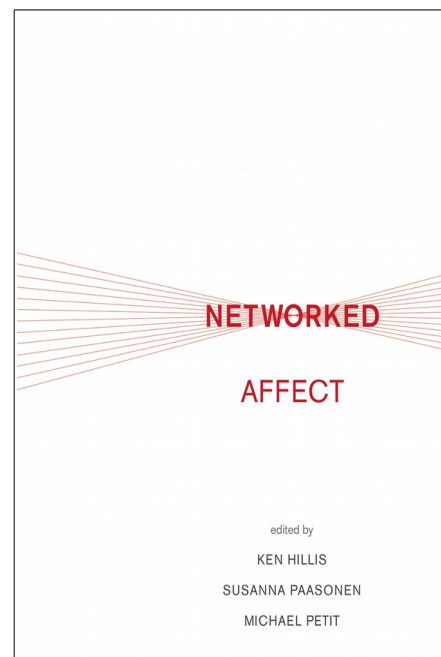 NETWORKED
AFFECT
edited by
KEN HILLIS
SUSANNA PAASONEN
MICHAEL PETIT